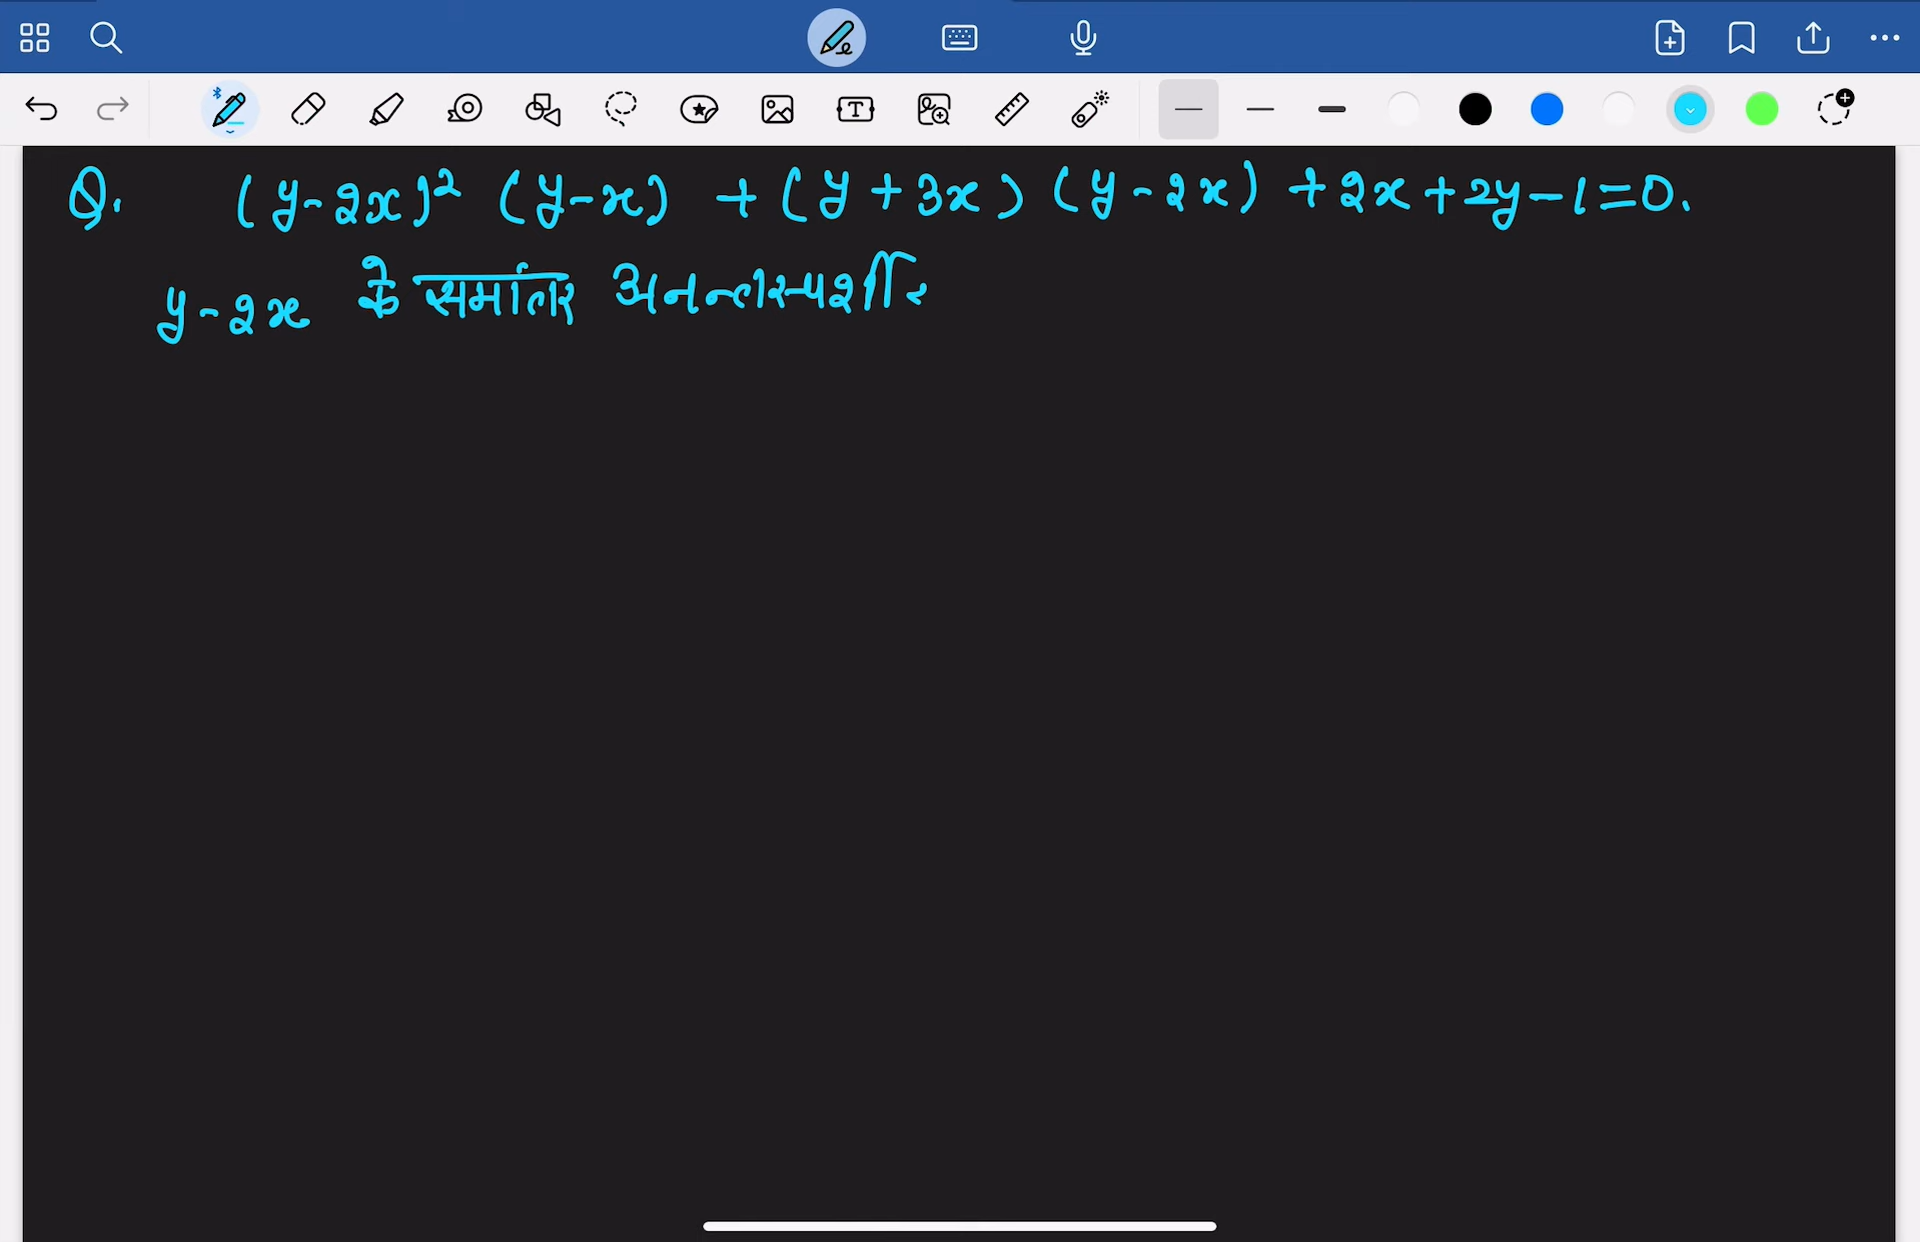 Q. (y-2x)² (y-x) + (y+3x) (y-2x) + 2x+2y-1=0.
y-2x के समांतर अनन्तस्पर्शी